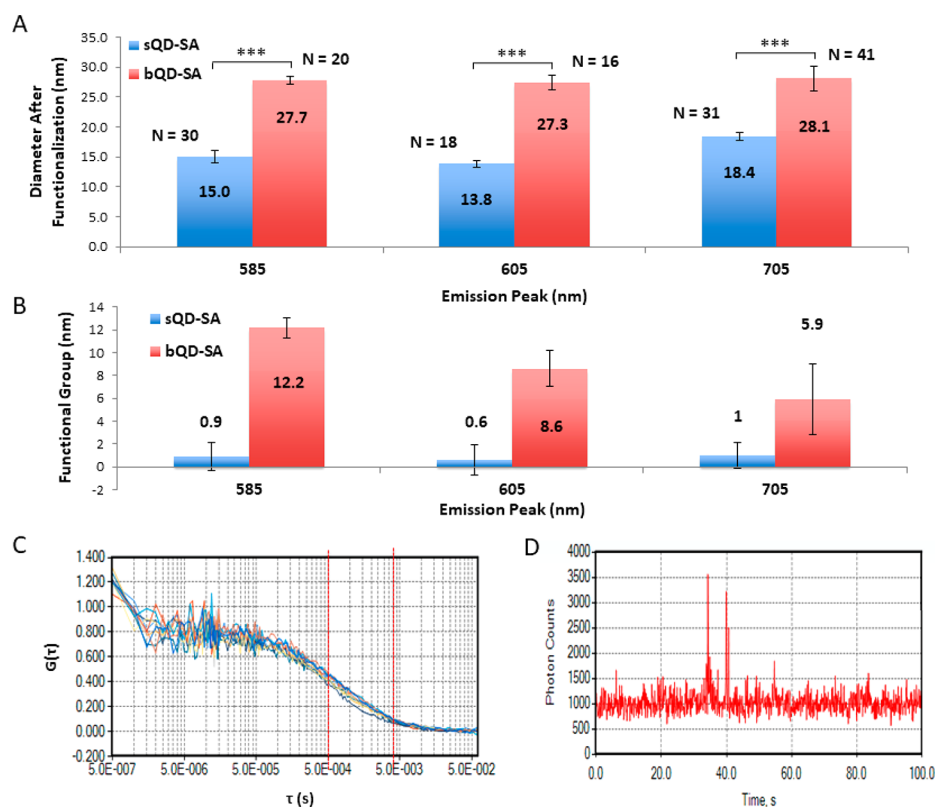 A
Diameter After
Functionalization (nm)
35.0
30.0
25.0
20.0
15.0
10.0
5.0
0.0
sQD-SA
bQD-SA
***
N = 20
N = 30
15.0
27.7
***
N = 16
N = 18
13.8
27.3
***
N = 41
N = 31
18.4
28.1
585
605
705
Emission Peak (nm)
B
Functional Group (nm)
14
12
10
8
6
4
2
0
-2
sQD-SA
bQD-SA
0.9
12.2
0.6
8.6
1
5.9
585
605
705
Emission Peak (nm)
C
G(τ)
1.400
1.200
1.000
0.800
0.600
0.400
0.200
0.000
-0.200
5.0E-007
5.0E-006
5.0E-005
5.0E-004
5.0E-003
5.0E-002
τ (s)
D
Photon Counts
4000
3500
3000
2500
2000
1500
1000
500
0
0.0
20.0
40.0
60.0
80.0
100.0
Time, s